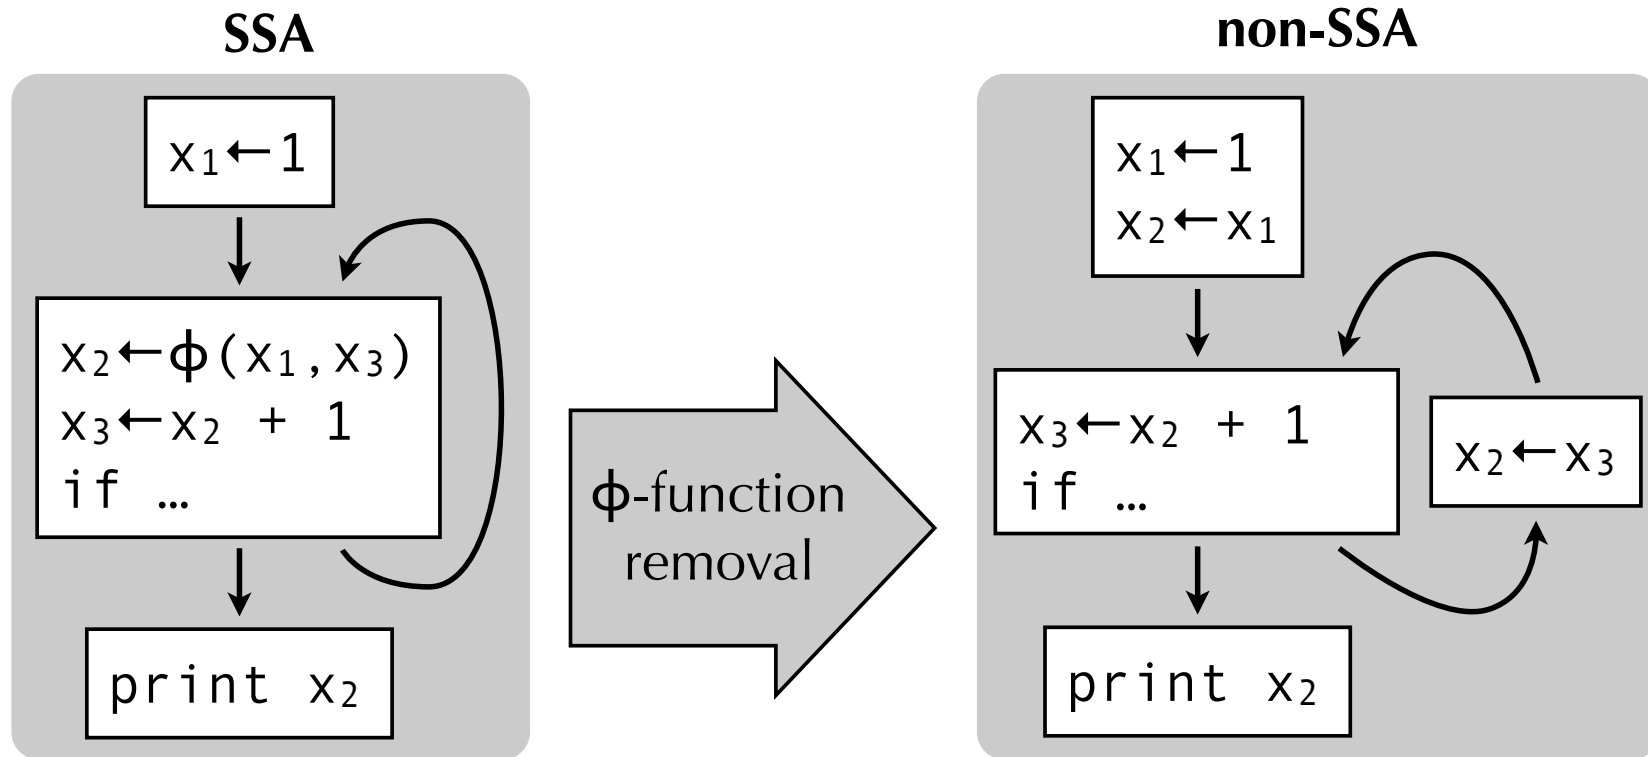 SSA
x₁←1
x₂←ϕ(x₁,x₃)
x₃←x₂ + 1
if …
print x₂
ϕ-function
removal
non-SSA
x₁←1
x₂←x₁
x₃←x₂ + 1
if …
x₂←x₃
print x₂